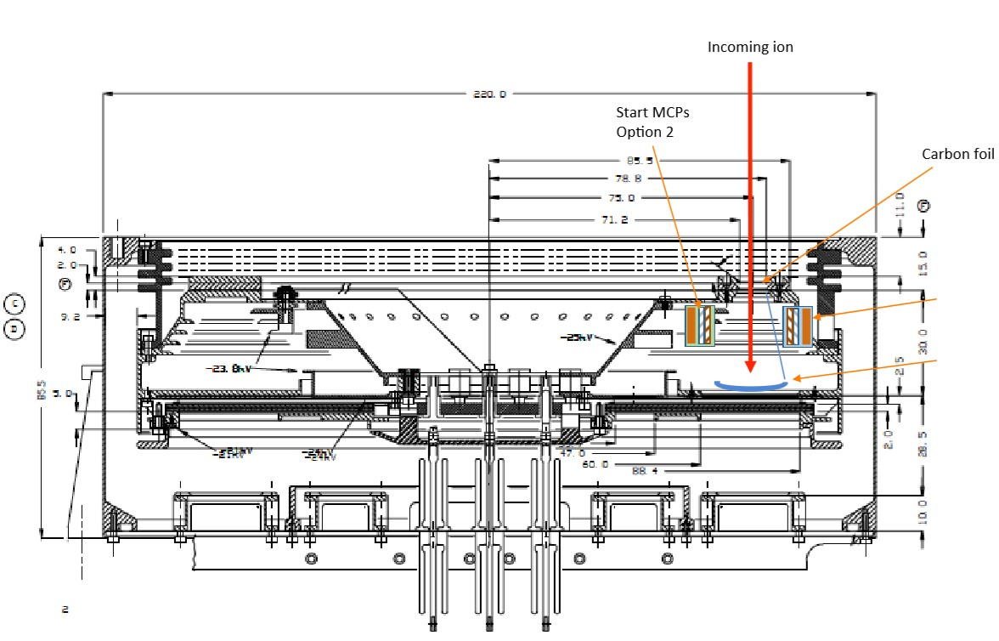 Incoming ion
220.0
Start MCPs
Option 2
85.5
Carbon foil
78.8
75.0
71.2
11.0
F
4.0
2.0
F
15.0
C
9.2
B
-25kV
30.0
-23.8kV
2.5
85.5
5.0
2.0
47.0
60.0
88.4
28.5
10.0
2